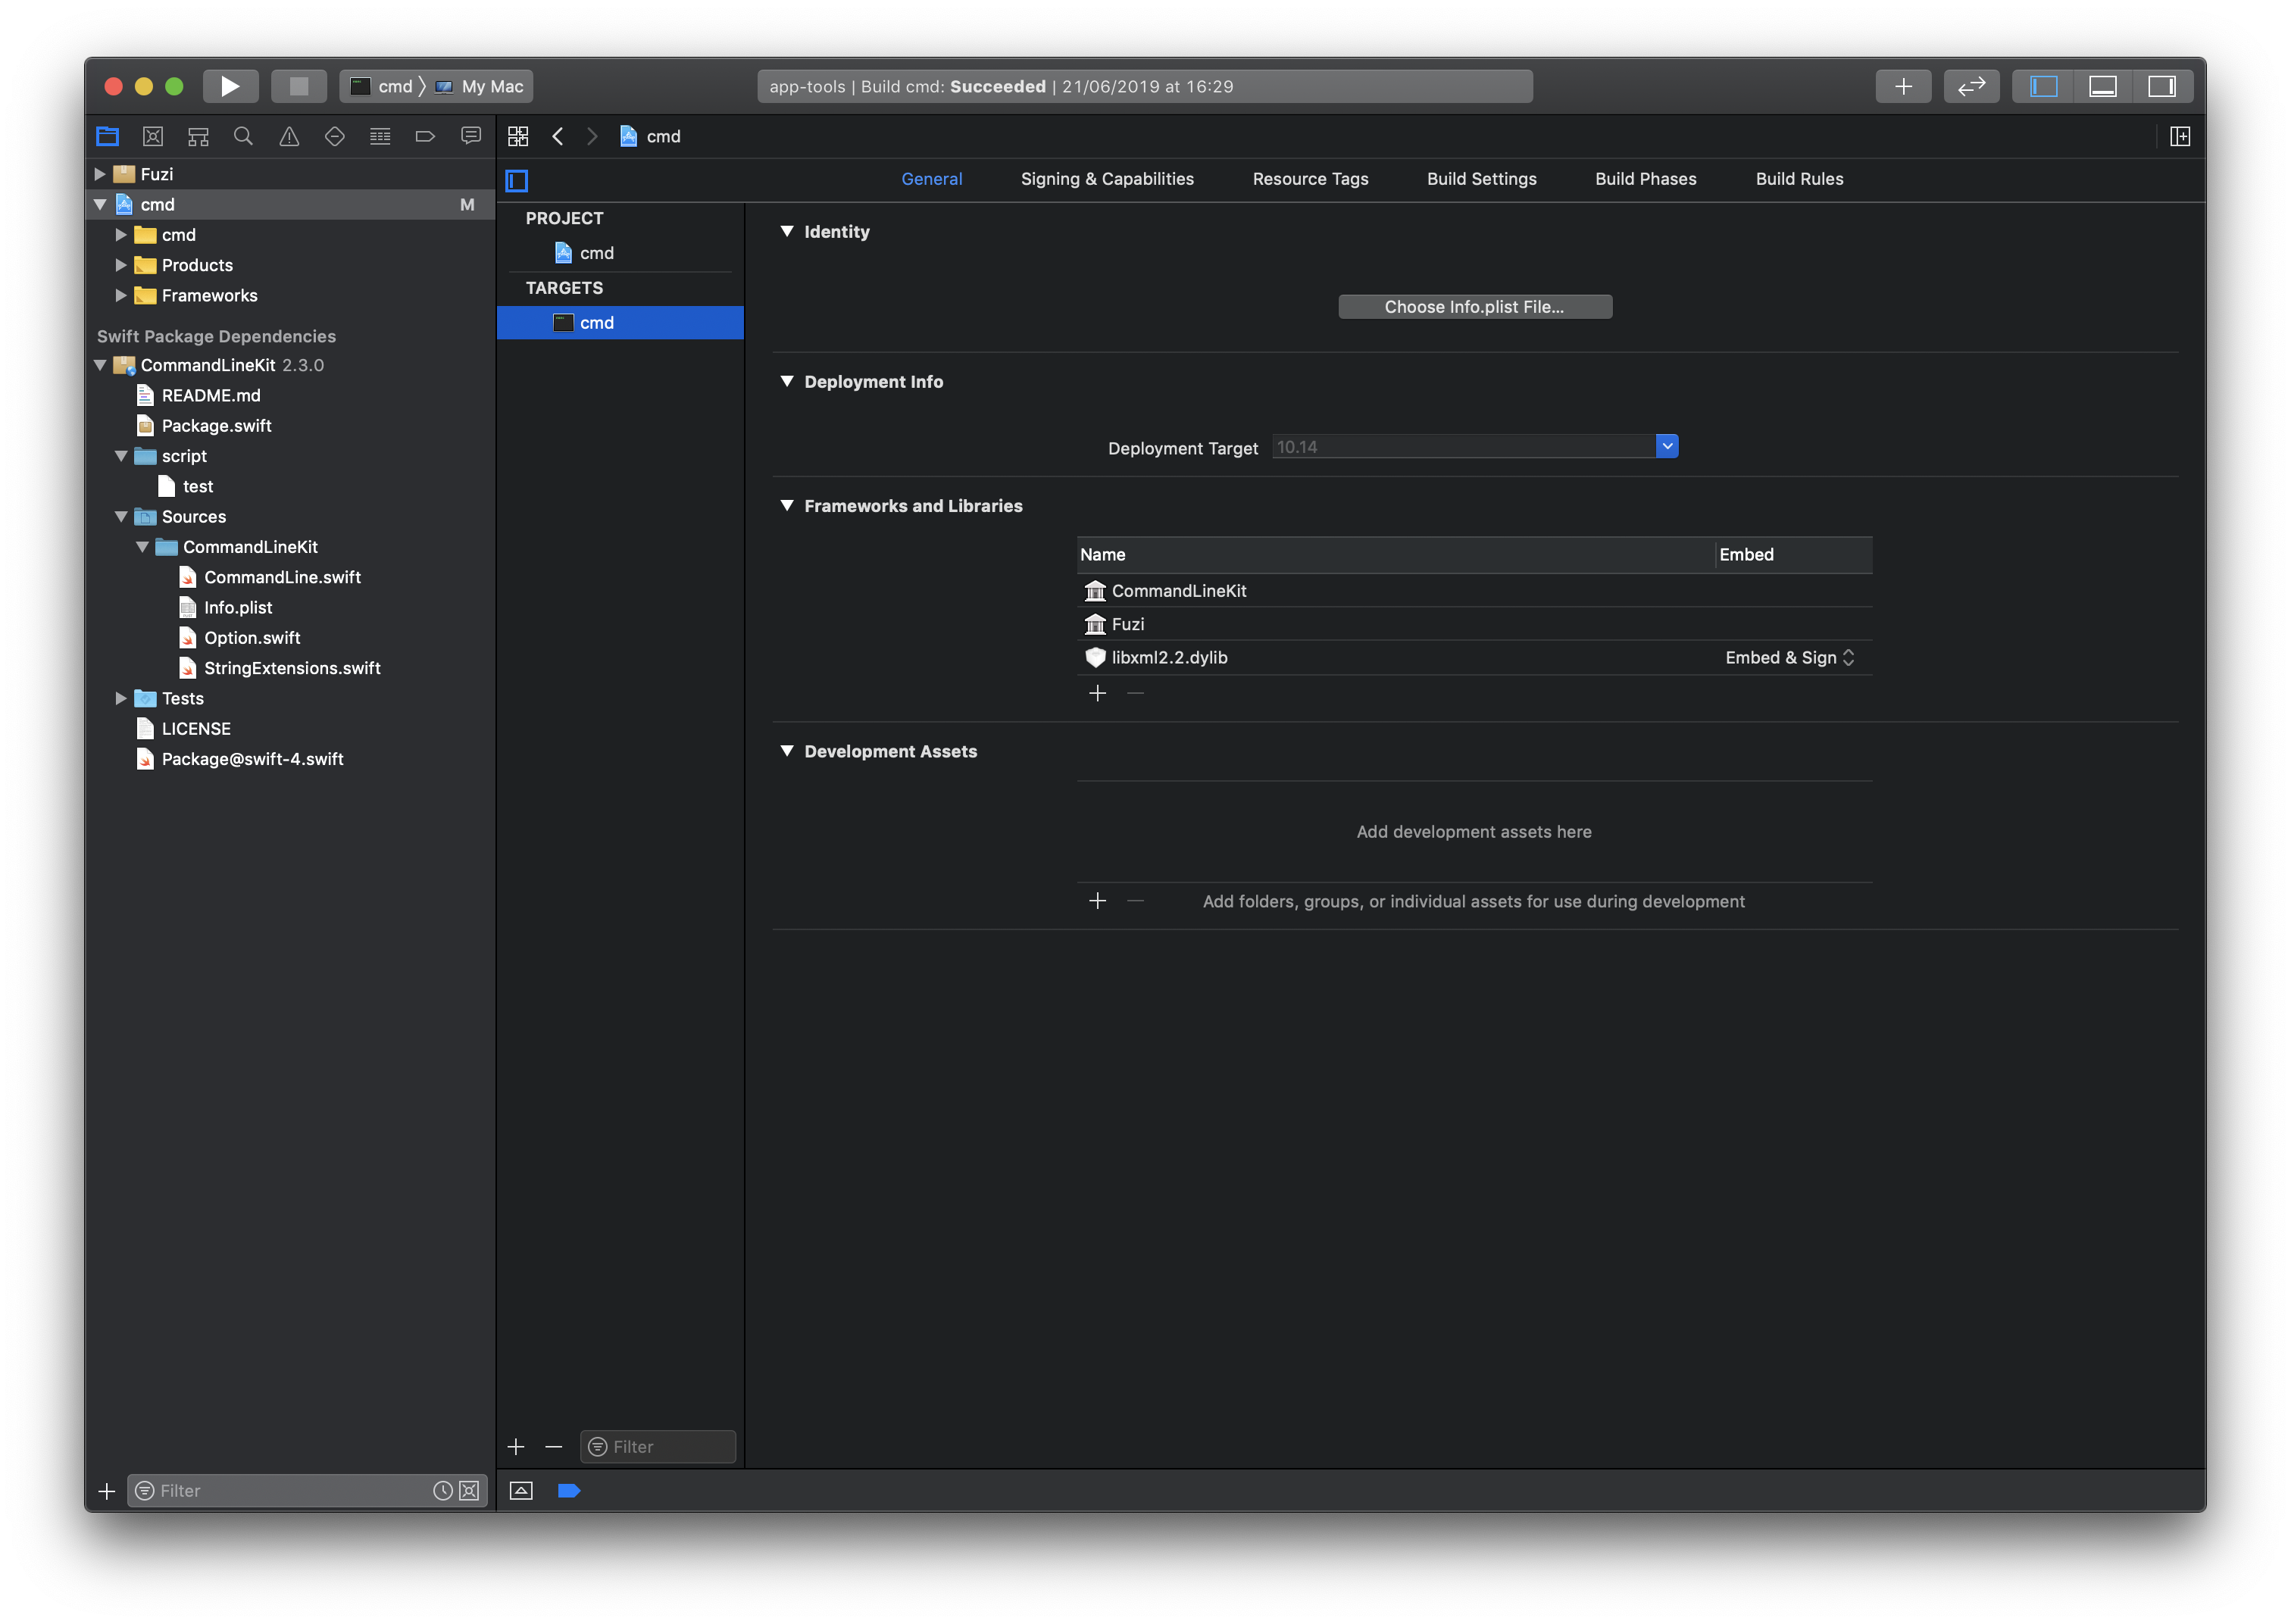 cmd
My Mac
app-tools | Build cmd: Succeeded | 21/06/2019 at 16:29
Fuzi
cmd M
cmd
Products
Frameworks
Swift Package Dependencies
CommandLineKit 2.3.0
README.md
Package.swift
script
test
Sources
CommandLineKit
CommandLine.swift
Info.plist
Option.swift
StringExtensions.swift
Tests
LICENSE
Package@swift-4.swift
Filter
cmd
General Signing & Capabilities Resource Tags Build Settings Build Phases Build Rules
PROJECT
cmd
TARGETS
cmd
Filter
Identity
Choose Info.plist File...
Deployment Info
Deployment Target 10.14
Frameworks and Libraries
Name Embed
CommandLineKit
Fuzi
libxml2.2.dylib Embed & Sign
Development Assets
Add development assets here
Add folders, groups, or individual assets for use during development